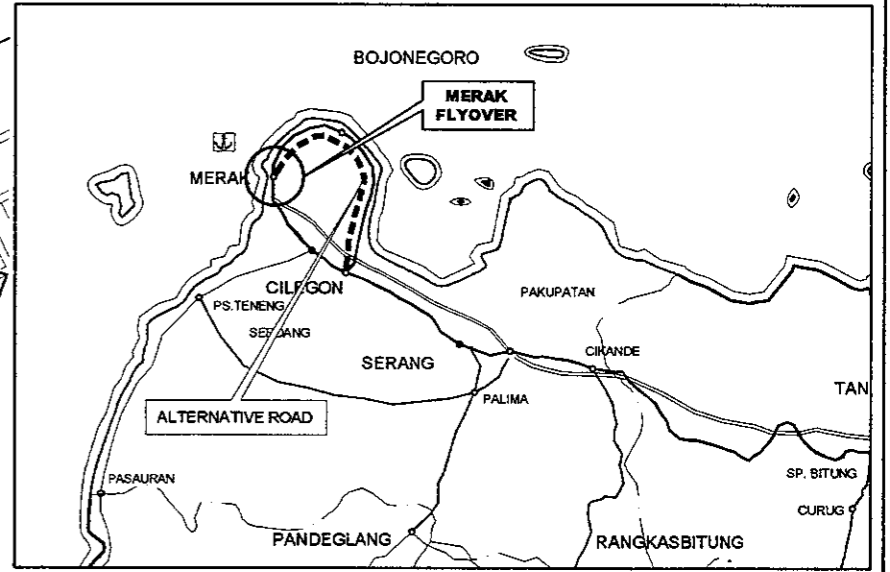 BOJONEGORO
MERAK
FLYOVER
MERAK
CILEGON
PS.TENENG
SERDANG
PAKUPATAN
SERANG
CIKANDE
TAN
PALIMA
ALTERNATIVE ROAD
PASAURAN
SP. BITUNG
CURUG
PANDEGLANG
RANGKASBITUNG